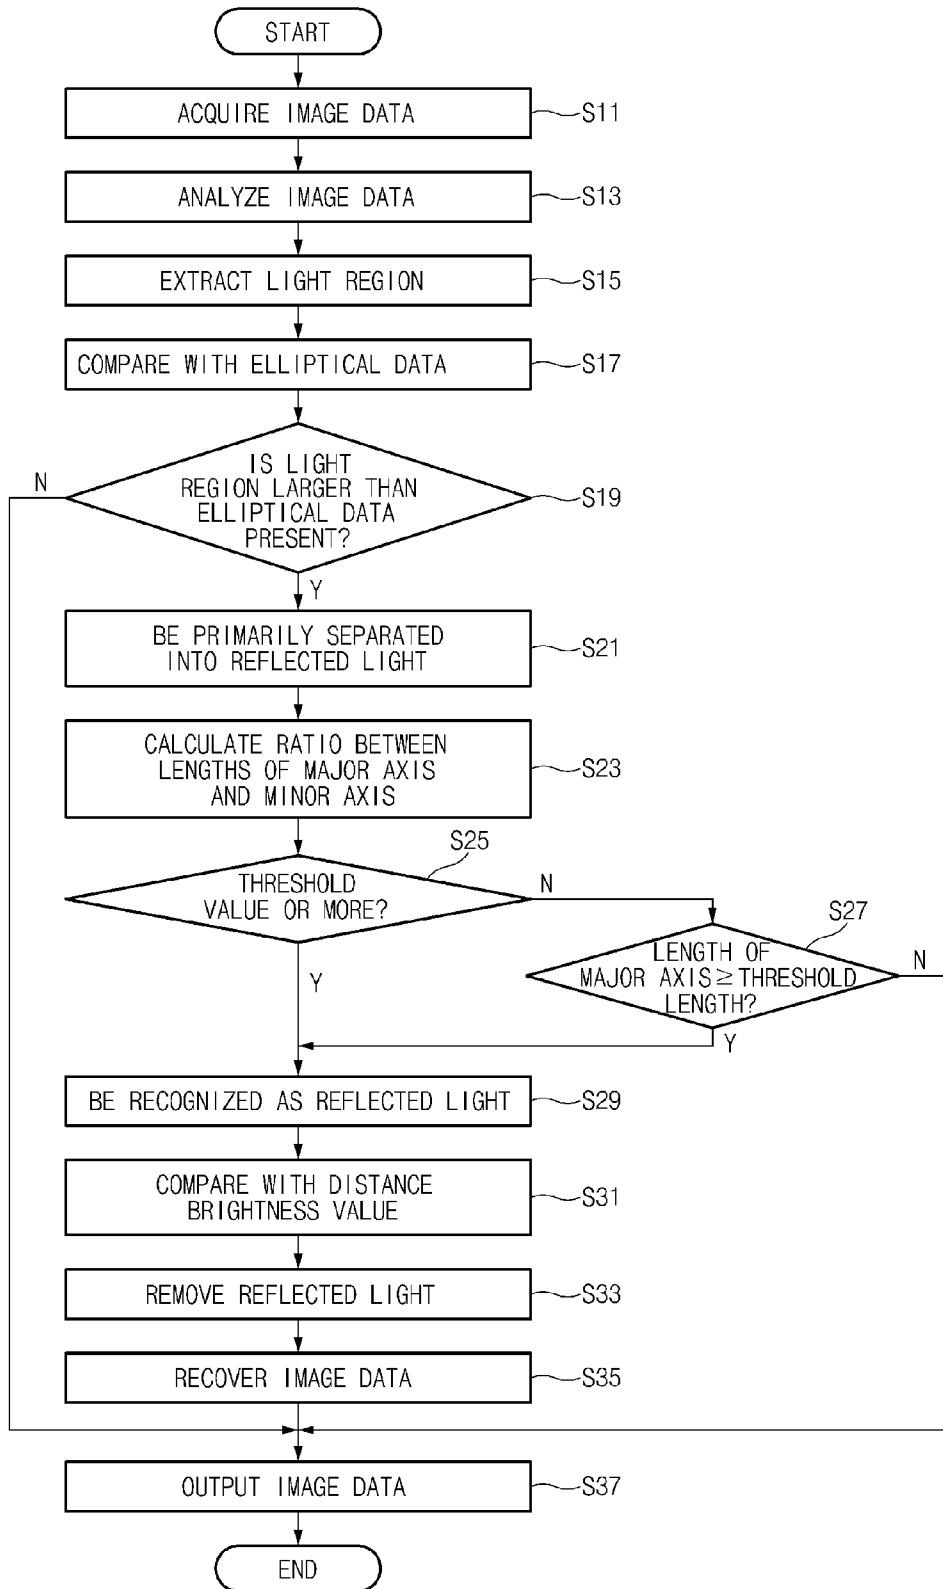 START
ACQUIRE IMAGE DATA
S11
ANALYZE IMAGE DATA
S13
EXTRACT LIGHT REGION
S15
COMPARE WITH ELLIPTICAL DATA
S17
IS LIGHT
REGION LARGER THAN
ELLIPTICAL DATA
PRESENT?
N
S19
Y
BE PRIMARILY SEPARATED
INTO REFLECTED LIGHT
S21
CALCULATE RATIO BETWEEN
LENGTHS OF MAJOR AXIS
AND MINOR AXIS
S23
S25
THRESHOLD
VALUE OR MORE?
N
Y
S27
LENGTH OF
MAJOR AXIS≧THRESHOLD
LENGTH?
N
Y
BE RECOGNIZED AS REFLECTED LIGHT
S29
COMPARE WITH DISTANCE
BRIGHTNESS VALUE
S31
REMOVE REFLECTED LIGHT
S33
RECOVER IMAGE DATA
S35
OUTPUT IMAGE DATA
S37
END